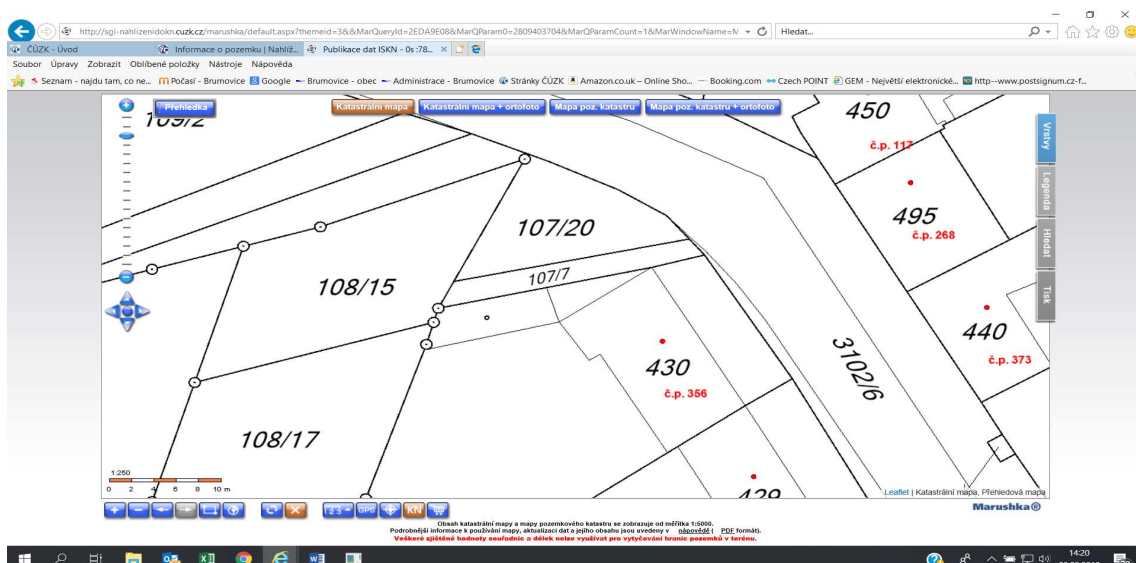 http://sgi-nahlizenidokn.cuzk.cz/marushka/default.aspx?themeid=3&&MarQueryId=2EDA9E08&MarQParam0=2809403704&MarQParamCount=1&MarWindowName=M
Hledat...
ČÚZK - Úvod
Informace o pozemku | Nahlíž...
Publikace dat ISKN - 0s :78...
Soubor Úpravy Zobrazit Oblíbené položky Nástroje Nápověda
Seznam - najdu tam, co ne... Počasí - Brumovice Google Brumovice - obec Administrace - Brumovice Stránky ČÚZK Amazon.co.uk – Online Sho... Booking.com Czech POINT GEM - Největší elektronické... http--www.postsignum.cz-f...
Přehledka
Katastrální mapa
Katastrální mapa + ortofoto
Mapa poz. katastru
Mapa poz. katastru + ortofoto
109/2
450
č.p. 117
Vrstvy
Legenda
Hledat
Tisk
495
č.p. 268
107/20
107/7
108/15
440
č.p. 373
3102/6
430
č.p. 356
108/17
429
1:250
0 2 4 6 8 10 m
Leaflet | Katastrální mapa, Přehledová mapa
GPS
KN
Marushka®
Obsah katastrální mapy a mapy pozemkového katastru se zobrazuje od měřítka 1:5000.
Podrobnější informace k používání mapy, aktualizaci dat a jejího obsahu jsou uvedeny v nápovědě ( PDF formát).
Veškeré zjištěné hodnoty souřadnic a délek nelze využívat pro vytyčování hranic pozemků v terénu.
14:20